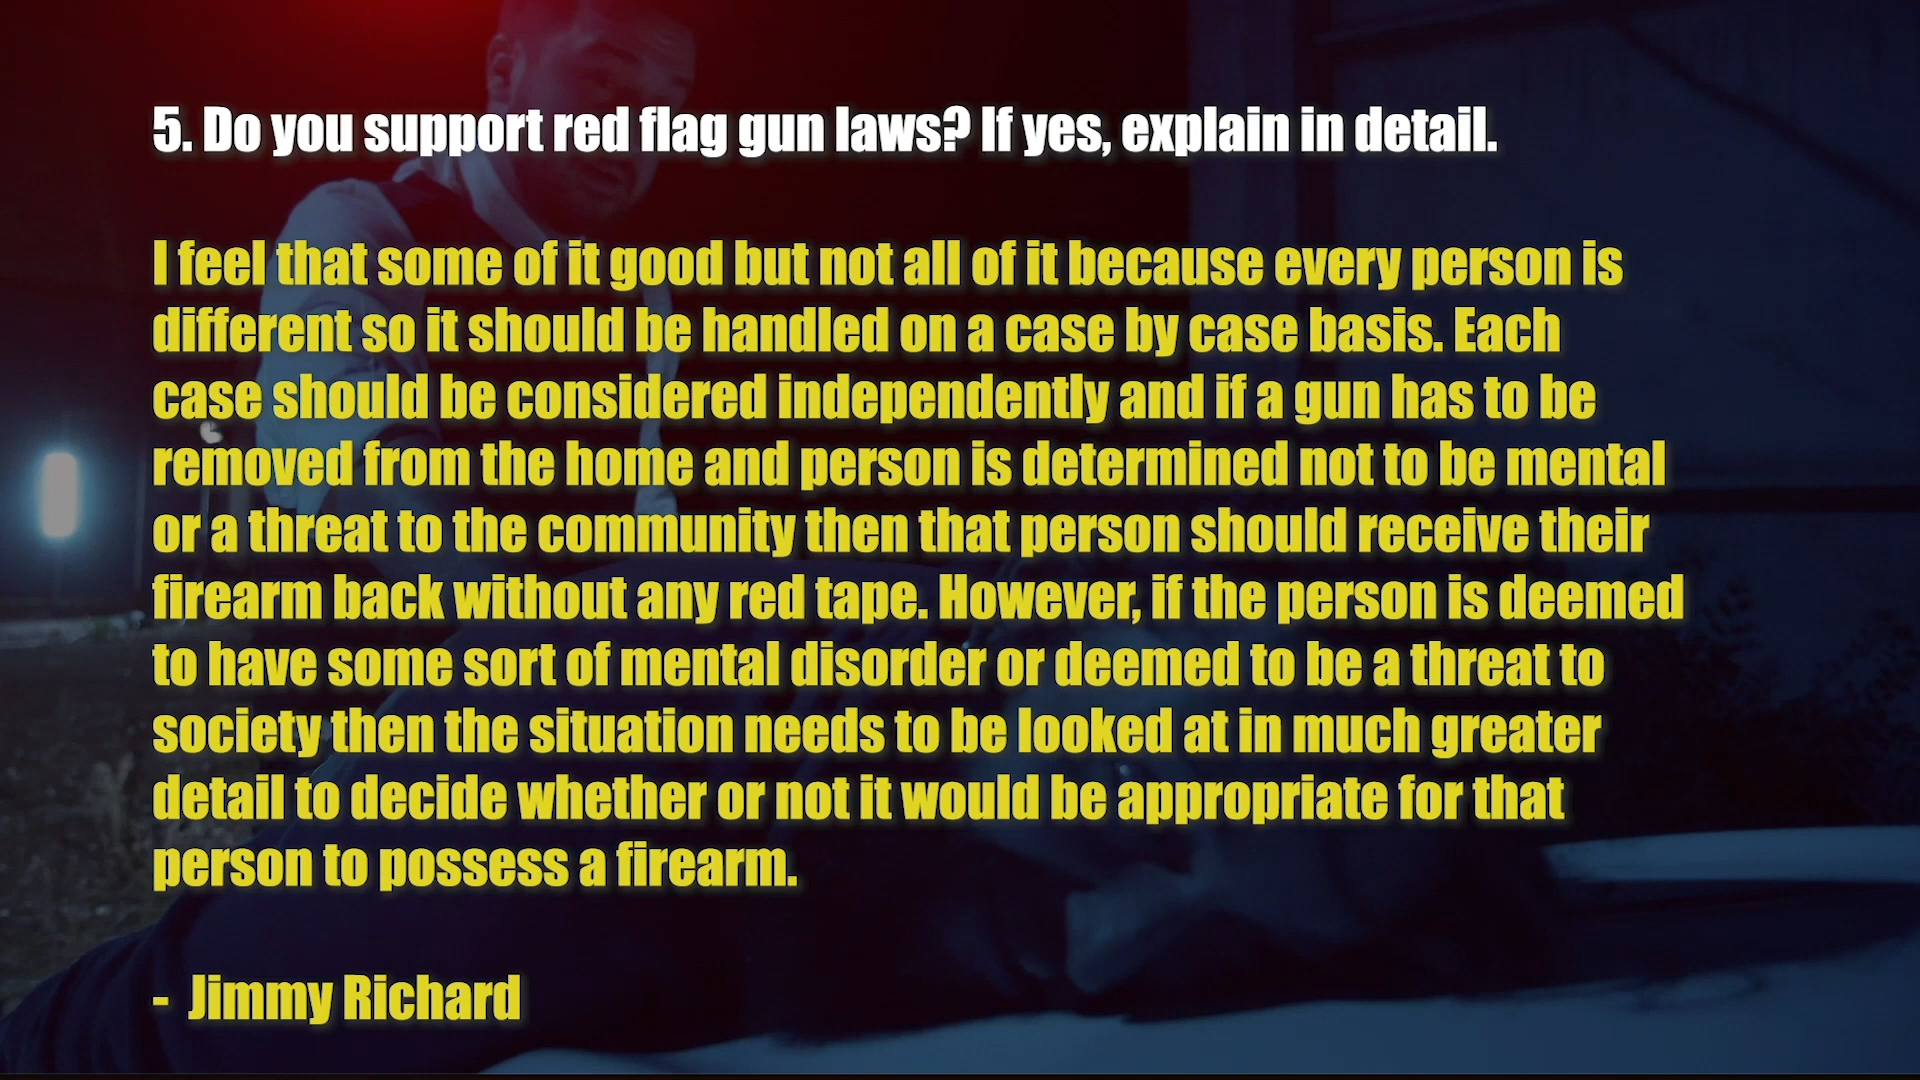 5. Do you support red flag gun laws? If yes, explain in detail.
I feel that some of it good but not all of it because every person is
different so it should be handled on a case by case basis. Each
case should be considered independently and if a gun has to be
removed from the home and person is determined not to be mental
or a threat to the community then that person should receive their
firearm back without any red tape. However, if the person is deemed
to have some sort of mental disorder or deemed to be a threat to
society then the situation needs to be looked at in much greater
detail to decide whether or not it would be appropriate for that
person to possess a firearm.
- Jimmy Richard